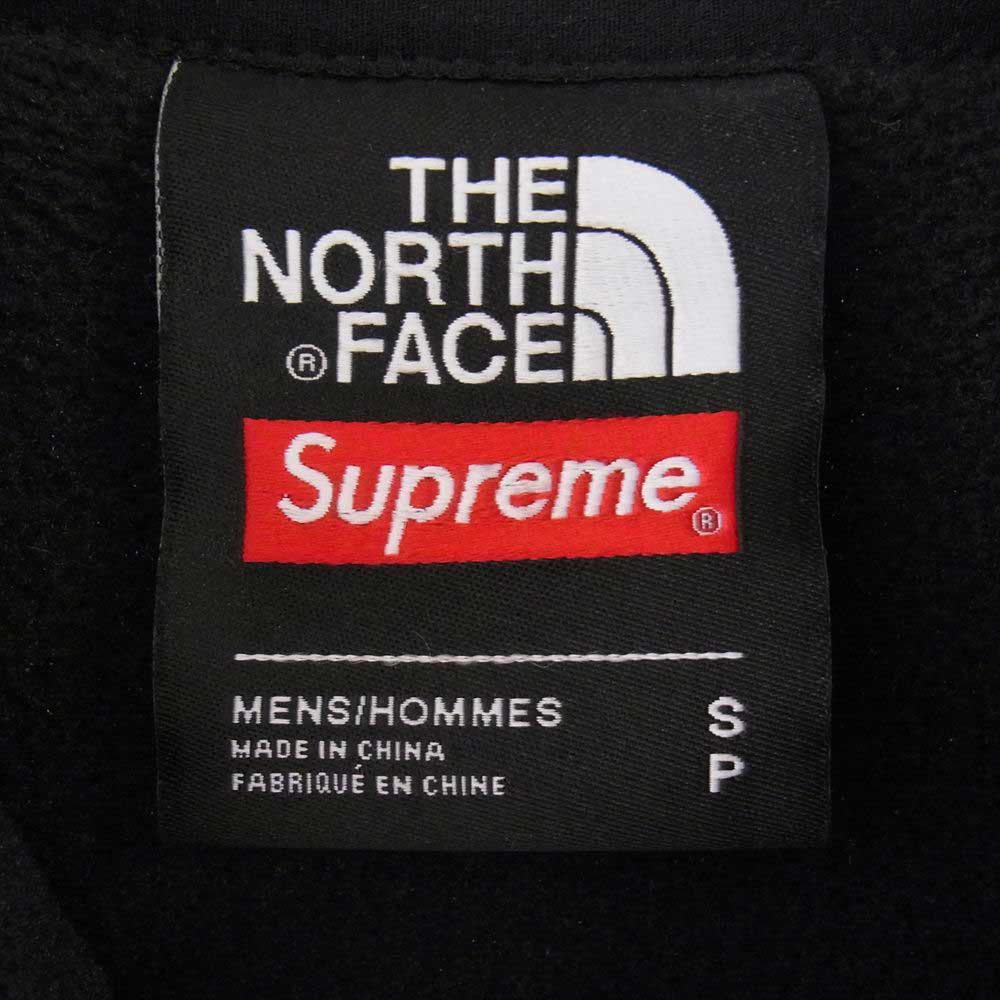 THE
NORTH
® FACE
Supreme ®
MENS/HOMMES S
MADE IN CHINA
FABRIQUÉ EN CHINE P